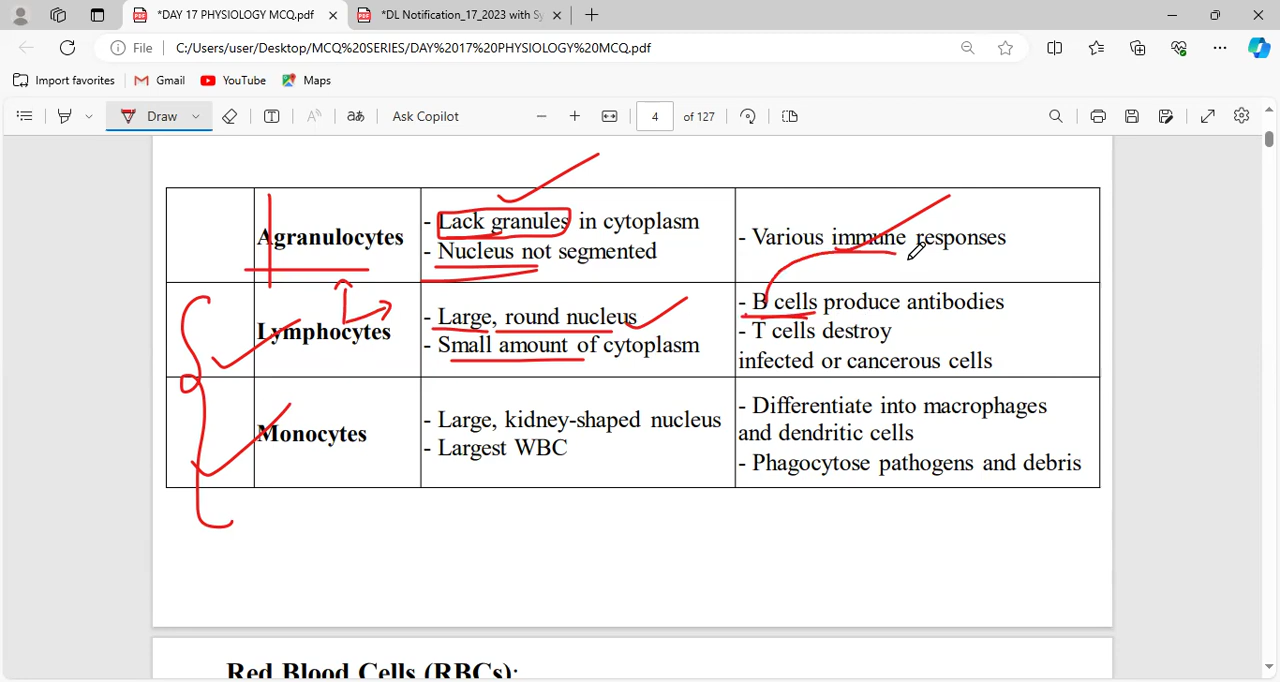 *DAY 17 PHYSIOLOGY MCQ.pdf
*DL Notification_17_2023 with Sy
File
C:/Users/user/Desktop/MCQ%20SERIES/DAY%2017%20PHYSIOLOGY%20MCQ.pdf
Import favorites
Gmail
YouTube
Maps
Draw
aあ
Ask Copilot
4
of 127
Agranulocytes
- Lack granules in cytoplasm
- Nucleus not segmented
- Various immune responses
Lymphocytes
- Large, round nucleus
- Small amount of cytoplasm
- B cells produce antibodies
- T cells destroy
infected or cancerous cells
Monocytes
- Large, kidney-shaped nucleus
- Largest WBC
- Differentiate into macrophages
and dendritic cells
- Phagocytose pathogens and debris
Red Blood Cells (RBCs):